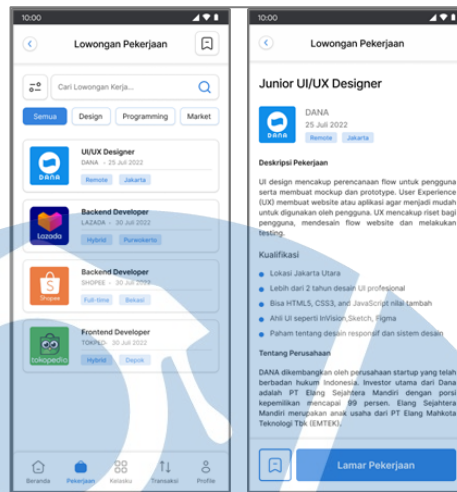 10:00
Lowongan Pekerjaan
Cari Lowongan Kerja...
Semua
Design
Programming
Market
DANA
UI/UX Designer
DANA - 25 Juli 2022
Remote
Jakarta
Lazada
Backend Developer
LAZADA - 30 Juli 2022
Hybrid
Purwokerto
Shopee
Backend Developer
SHOPEE - 30 Juli 2022
Full time
Bekasi
tokopedia
Frontend Developer
TOKPED- 30 Juli 2022
Hybrid
Depok
Beranda
Pekerjaan
Kelasku
Transaksi
Profile
10:00
Lowongan Pekerjaan
Junior UI/UX Designer
DANA
DANA
25 Juli 2022
Remote
Jakarta
Deskripsi Pekerjaan
UI design mencakup perencanaan flow untuk pengguna
serta membuat mockup dan prototype. User Experience
(UX) membuat website atau aplikasi agar menjadi mudah
untuk digunakan oleh pengguna. UX mencakup riset bagi
pengguna, mendesain flow website dan melakukan
testing.
Kualifikasi
Lokasi Jakarta Utara
Lebih dari 2 tahun desain UI profesional
Bisa HTML5, CSS3, and JavaScript nilai tambah
Ahli UI seperti InVision,Sketch, Figma
Paham tentang desain responsif dan sistem desain
Tentang Perusahaan
DANA dikembangkan oleh perusahaan startup yang telah
berbadan hukum Indonesia. Investor utama dari Dana
adalah PT Elang Sejahtera Mandiri dengan porsi
kepemilikan mencapai 99 persen. Elang Sejahtera
Mandiri merupakan anak usaha dari PT Elang Mahkota
Teknologi Tbk (EMTEK).
Lamar Pekerjaan